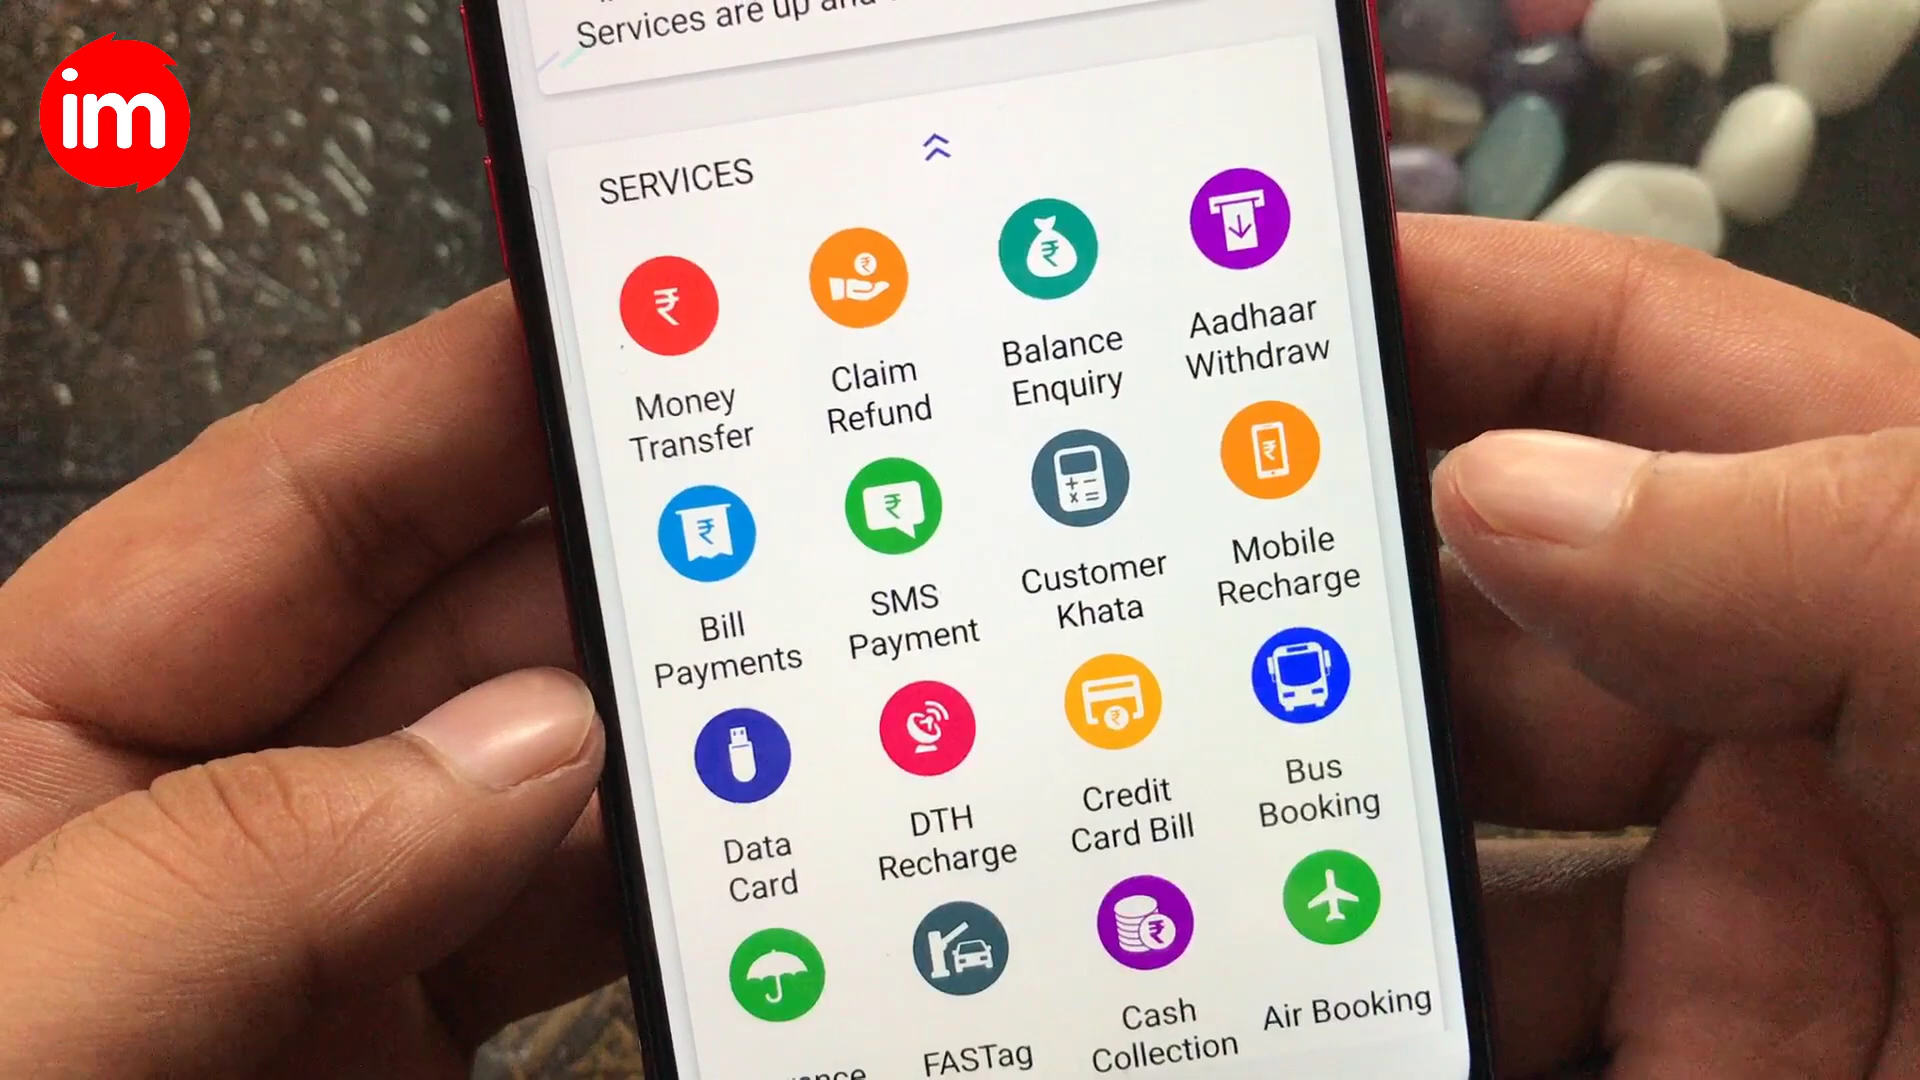 im
Services are up and
SERVICES
Money
Transfer
Claim
Refund
Balance
Enquiry
Aadhaar
Withdraw
Bill
Payments
SMS
Payment
Customer
Khata
Mobile
Recharge
Data
Card
DTH
Recharge
Credit
Card Bill
Bus
Booking
FASTag
Cash
Collection
Air Booking